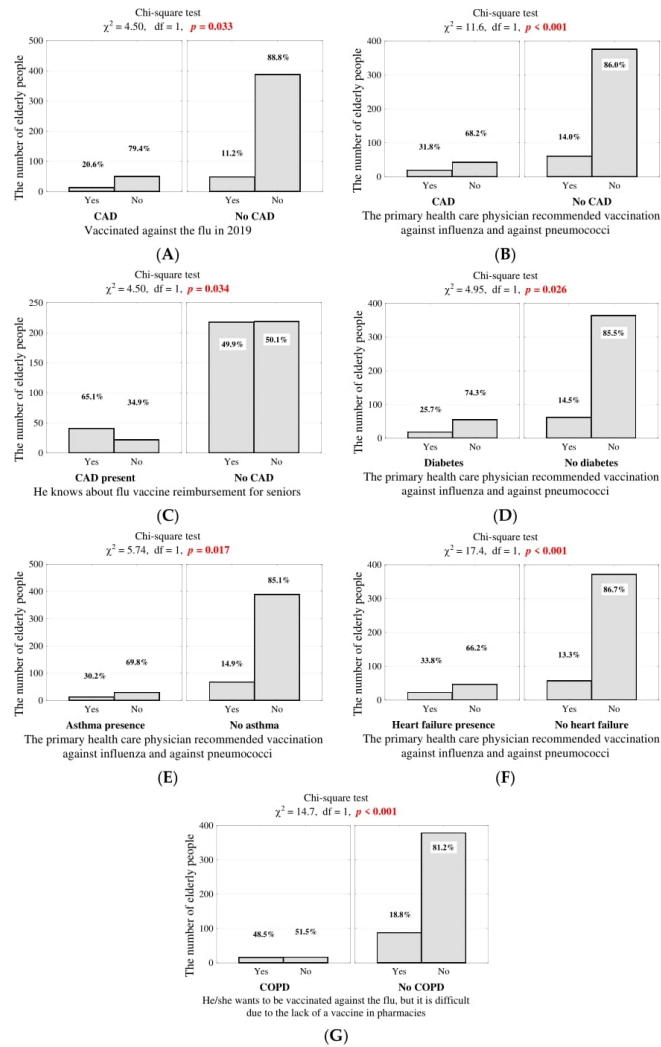 Chi-square test
χ² = 4.50, df = 1, p = 0.033
The number of elderly people
500
400
300
200
100
0
20.6%
79.4%
11.2%
88.8%
Yes No Yes No
CAD No CAD
Vaccinated against the flu in 2019
(A)
Chi-square test
χ² = 11.6, df = 1, p < 0.001
The number of elderly people
400
300
200
100
0
31.8%
68.2%
14.0%
86.0%
Yes No Yes No
CAD No CAD
The primary health care physician recommended vaccination
against influenza and against pneumococci
(B)
Chi-square test
χ² = 4.50, df = 1, p = 0.034
The number of elderly people
250
200
150
100
50
0
65.1%
34.9%
49.9%
50.1%
Yes No Yes No
CAD present No CAD
He knows about flu vaccine reimbursement for seniors
(C)
Chi-square test
χ² = 4.95, df = 1, p = 0.026
The number of elderly people
400
300
200
100
0
25.7%
74.3%
14.5%
85.5%
Yes No Yes No
Diabetes No diabetes
The primary health care physician recommended vaccination
against influenza and against pneumococci
(D)
Chi-square test
χ² = 5.74, df = 1, p = 0.017
The number of elderly people
500
400
300
200
100
0
30.2%
69.8%
14.9%
85.1%
Yes No Yes No
Asthma presence No asthma
The primary health care physician recommended vaccination
against influenza and against pneumococci
(E)
Chi-square test
χ² = 17.4, df = 1, p < 0.001
The number of elderly people
400
300
200
100
0
33.8%
66.2%
13.3%
86.7%
Yes No Yes No
Heart failure presence No heart failure
The primary health care physician recommended vaccination
against influenza and against pneumococci
(F)
Chi-square test
χ² = 14.7, df = 1, p < 0.001
The number of elderly people
400
300
200
100
0
48.5%
51.5%
18.8%
81.2%
Yes No Yes No
COPD No COPD
He/she wants to be vaccinated against the flu, but it is difficult
due to the lack of a vaccine in pharmacies
(G)